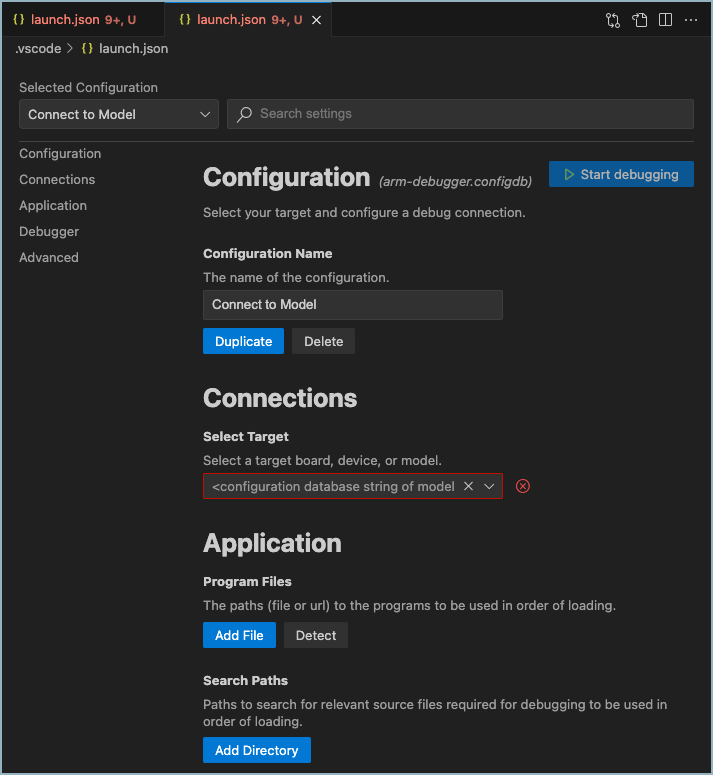 {} launch.json 9+, U
{} launch.json 9+, U
.vscode > {} launch.json
Selected Configuration
Connect to Model
Search settings
Configuration
Connections
Application
Debugger
Advanced
Configuration (arm-debugger.configdb)
Start debugging
Select your target and configure a debug connection.
Configuration Name
The name of the configuration.
Connect to Model
Duplicate
Delete
Connections
Select Target
Select a target board, device, or model.
<configuration database string of model
Application
Program Files
The paths (file or url) to the programs to be used in order of loading.
Add File
Detect
Search Paths
Paths to search for relevant source files required for debugging to be used in
order of loading.
Add Directory